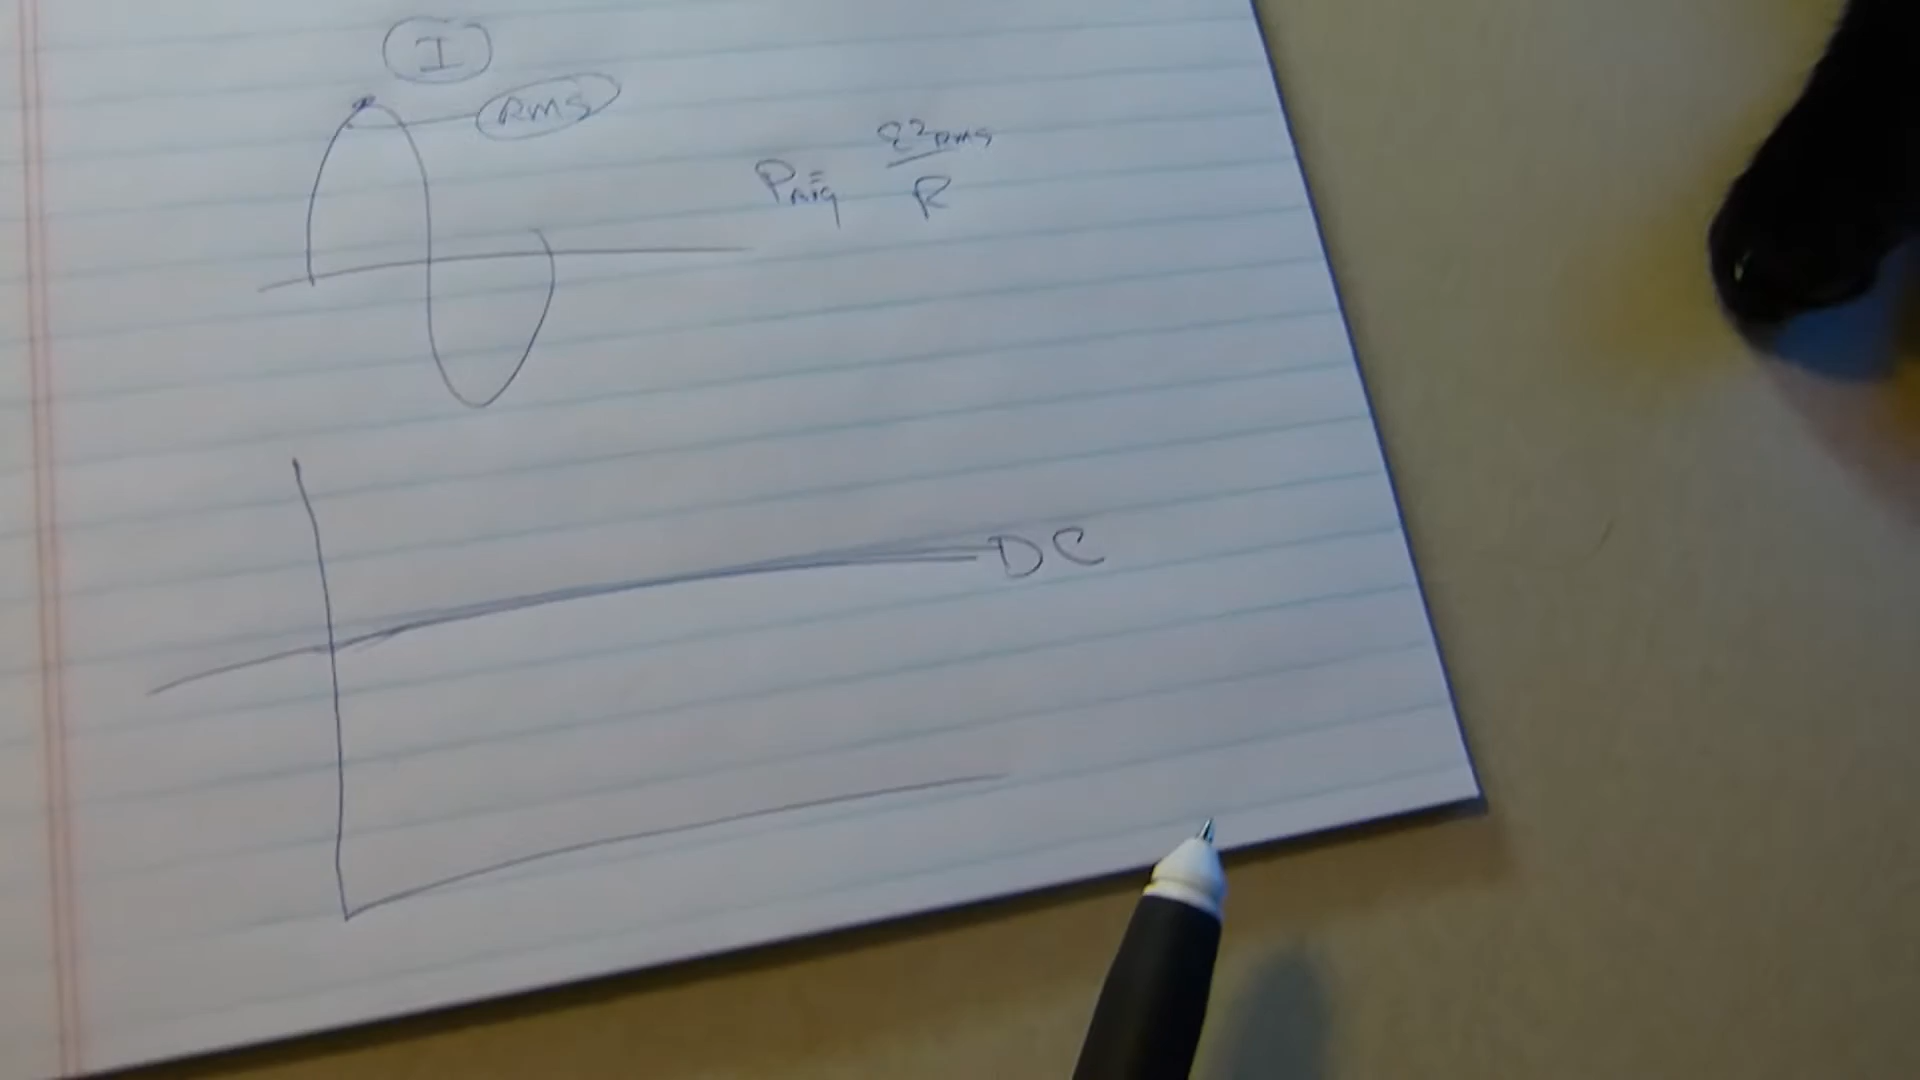 I
RMS
Pavg = E²RMS / R
DC